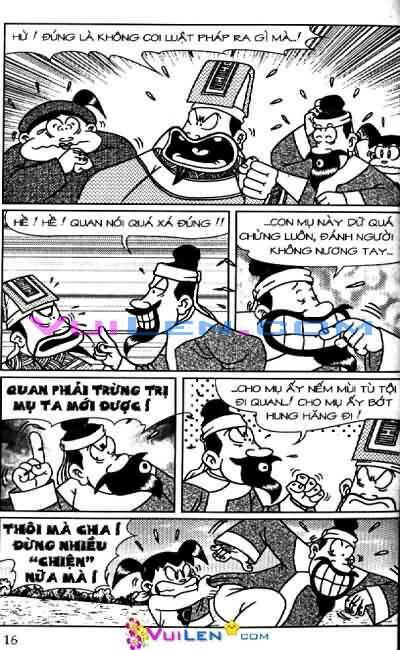 HỪ ! ĐÚNG LÀ KHÔNG COI LUẬT PHÁP RA GÌ MÀ...!
HỀ ! HỀ ! QUAN NÓI QUÁ XÁ ĐÚNG !!
...CON MỤ NÀY DỮ QUÁ
CHỪNG LUÔN, ĐÁNH NGƯỜI
KHÔNG NƯƠNG TAY...
VuiLen.com
QUAN PHẢI TRỪNG TRỊ
MỤ TA MỚI ĐƯỢC !
...CHO MỤ ẤY NẾM MÙI TÙ TỘI
ĐI QUAN...! CHO MỤ ẤY BỚT
HUNG HĂNG ĐI !
THÔI MÀ CHA !
ĐỪNG NHIỀU
"CHIỆN"
NỮA MÀ !
16
VuiLen.com